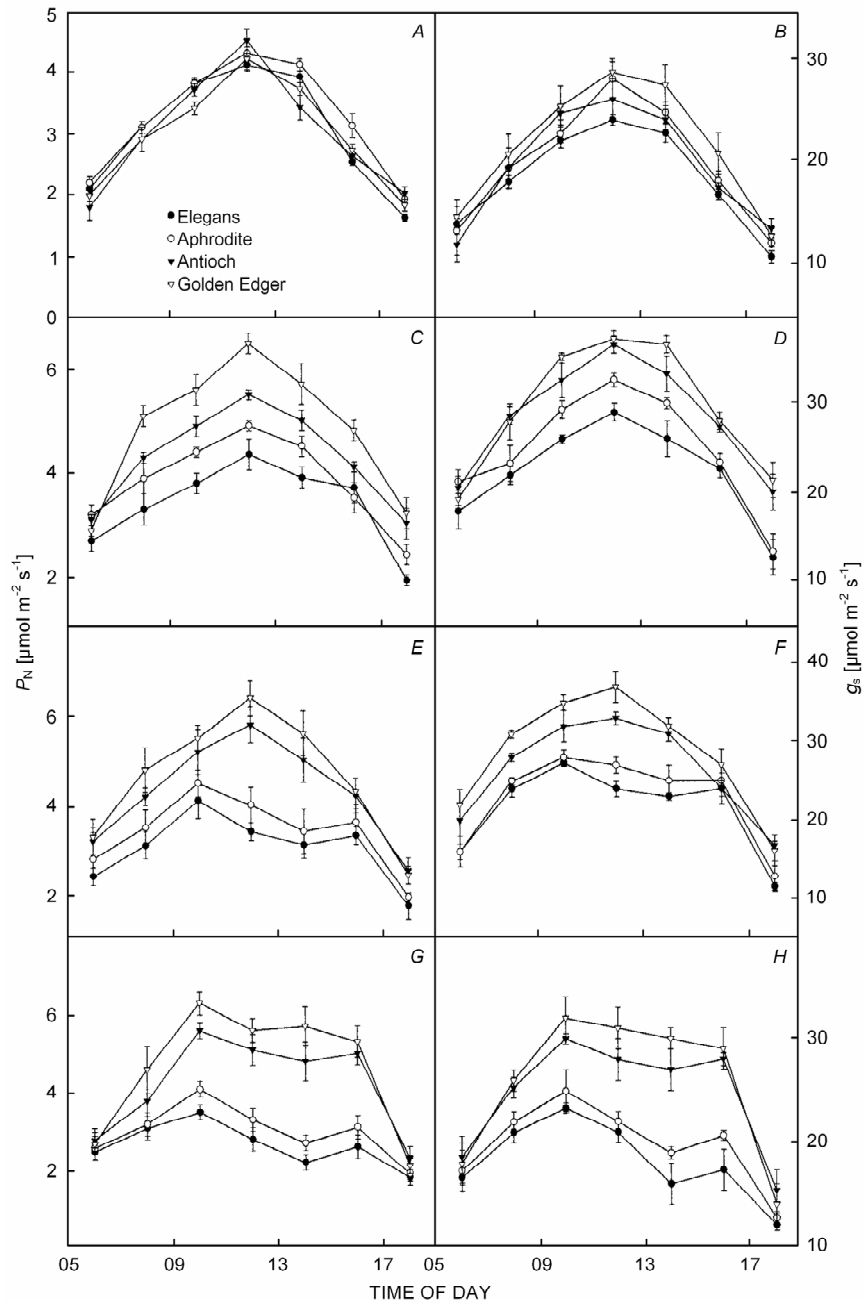 5
4
3
2
1
0
A
Elegans
Aphrodite
Antioch
Golden Edger
B
30
20
10
C
6
4
2
D
30
20
10
E
6
4
2
F
40
30
20
10
G
6
4
2
H
30
20
10
05 09 13 17 05 09 13 17
P_N [µmol m⁻² s⁻¹]
g_s [µmol m⁻² s⁻¹]
TIME OF DAY